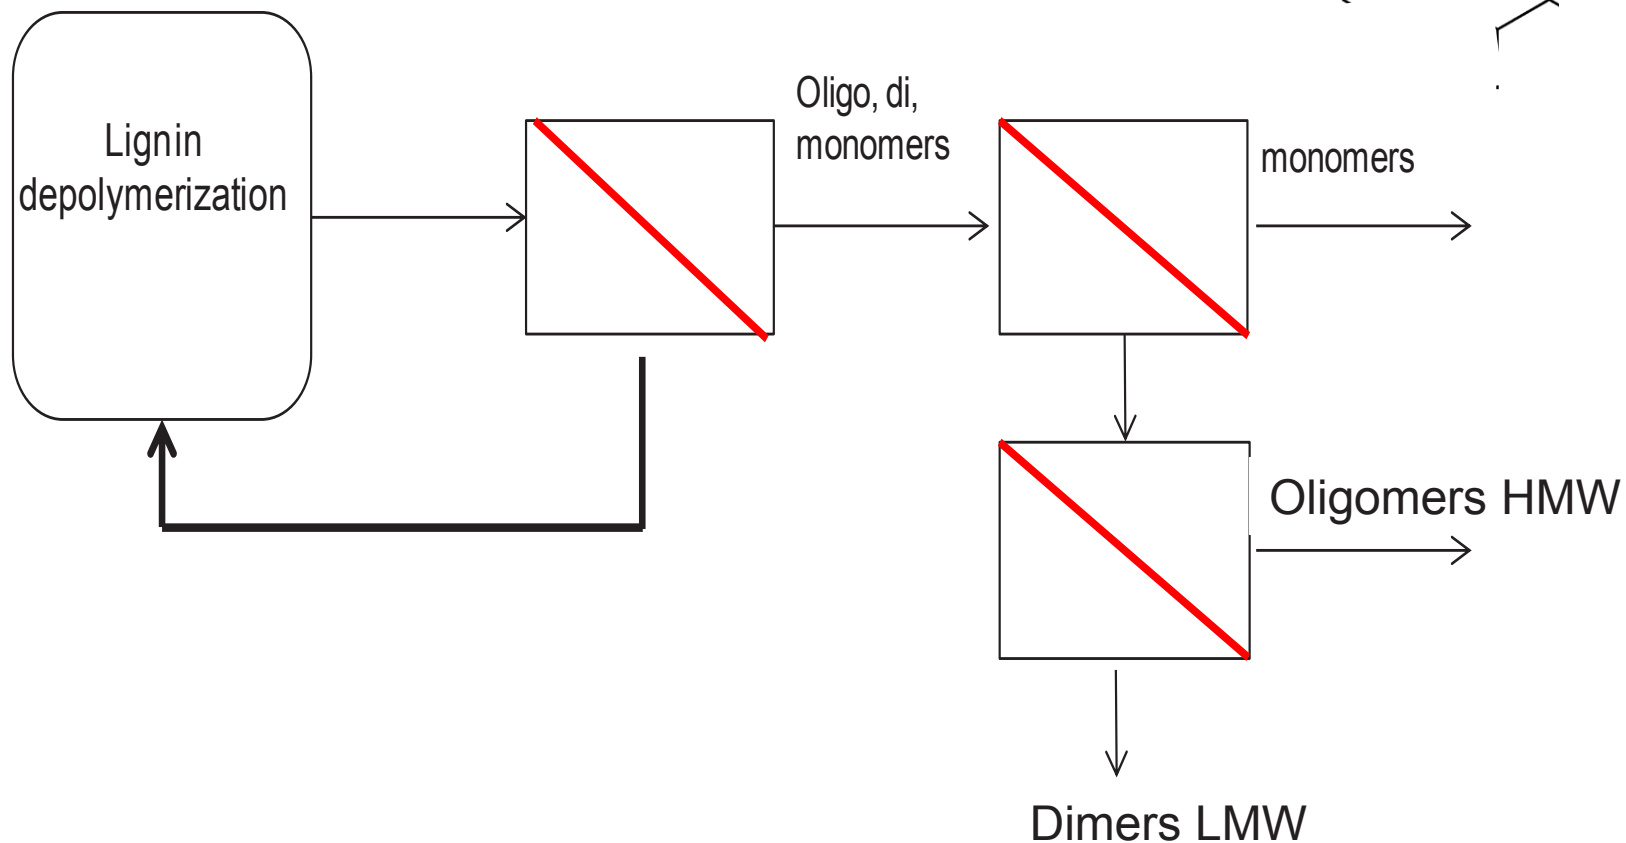 Lignin
depolymerization
Oligo, di,
monomers
monomers
Oligomers HMW
Dimers LMW